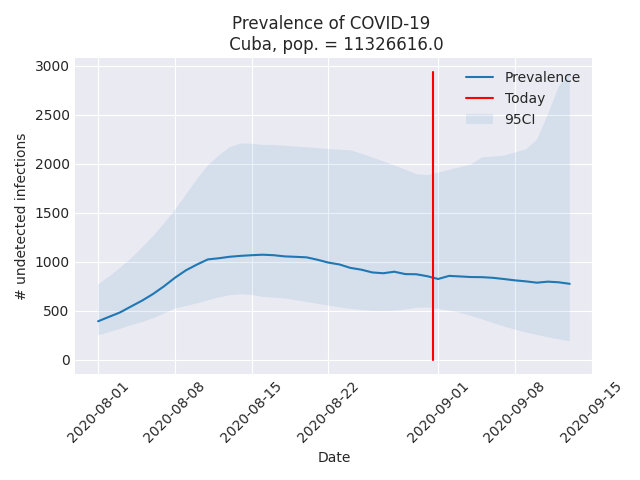 Prevalence of COVID-19
Cuba, pop. = 11326616.0
# undetected infections
3000
2500
2000
1500
1000
500
0
Prevalence
Today
95CI
2020-08-01
2020-08-08
2020-08-15
2020-08-22
2020-09-01
2020-09-08
2020-09-15
Date